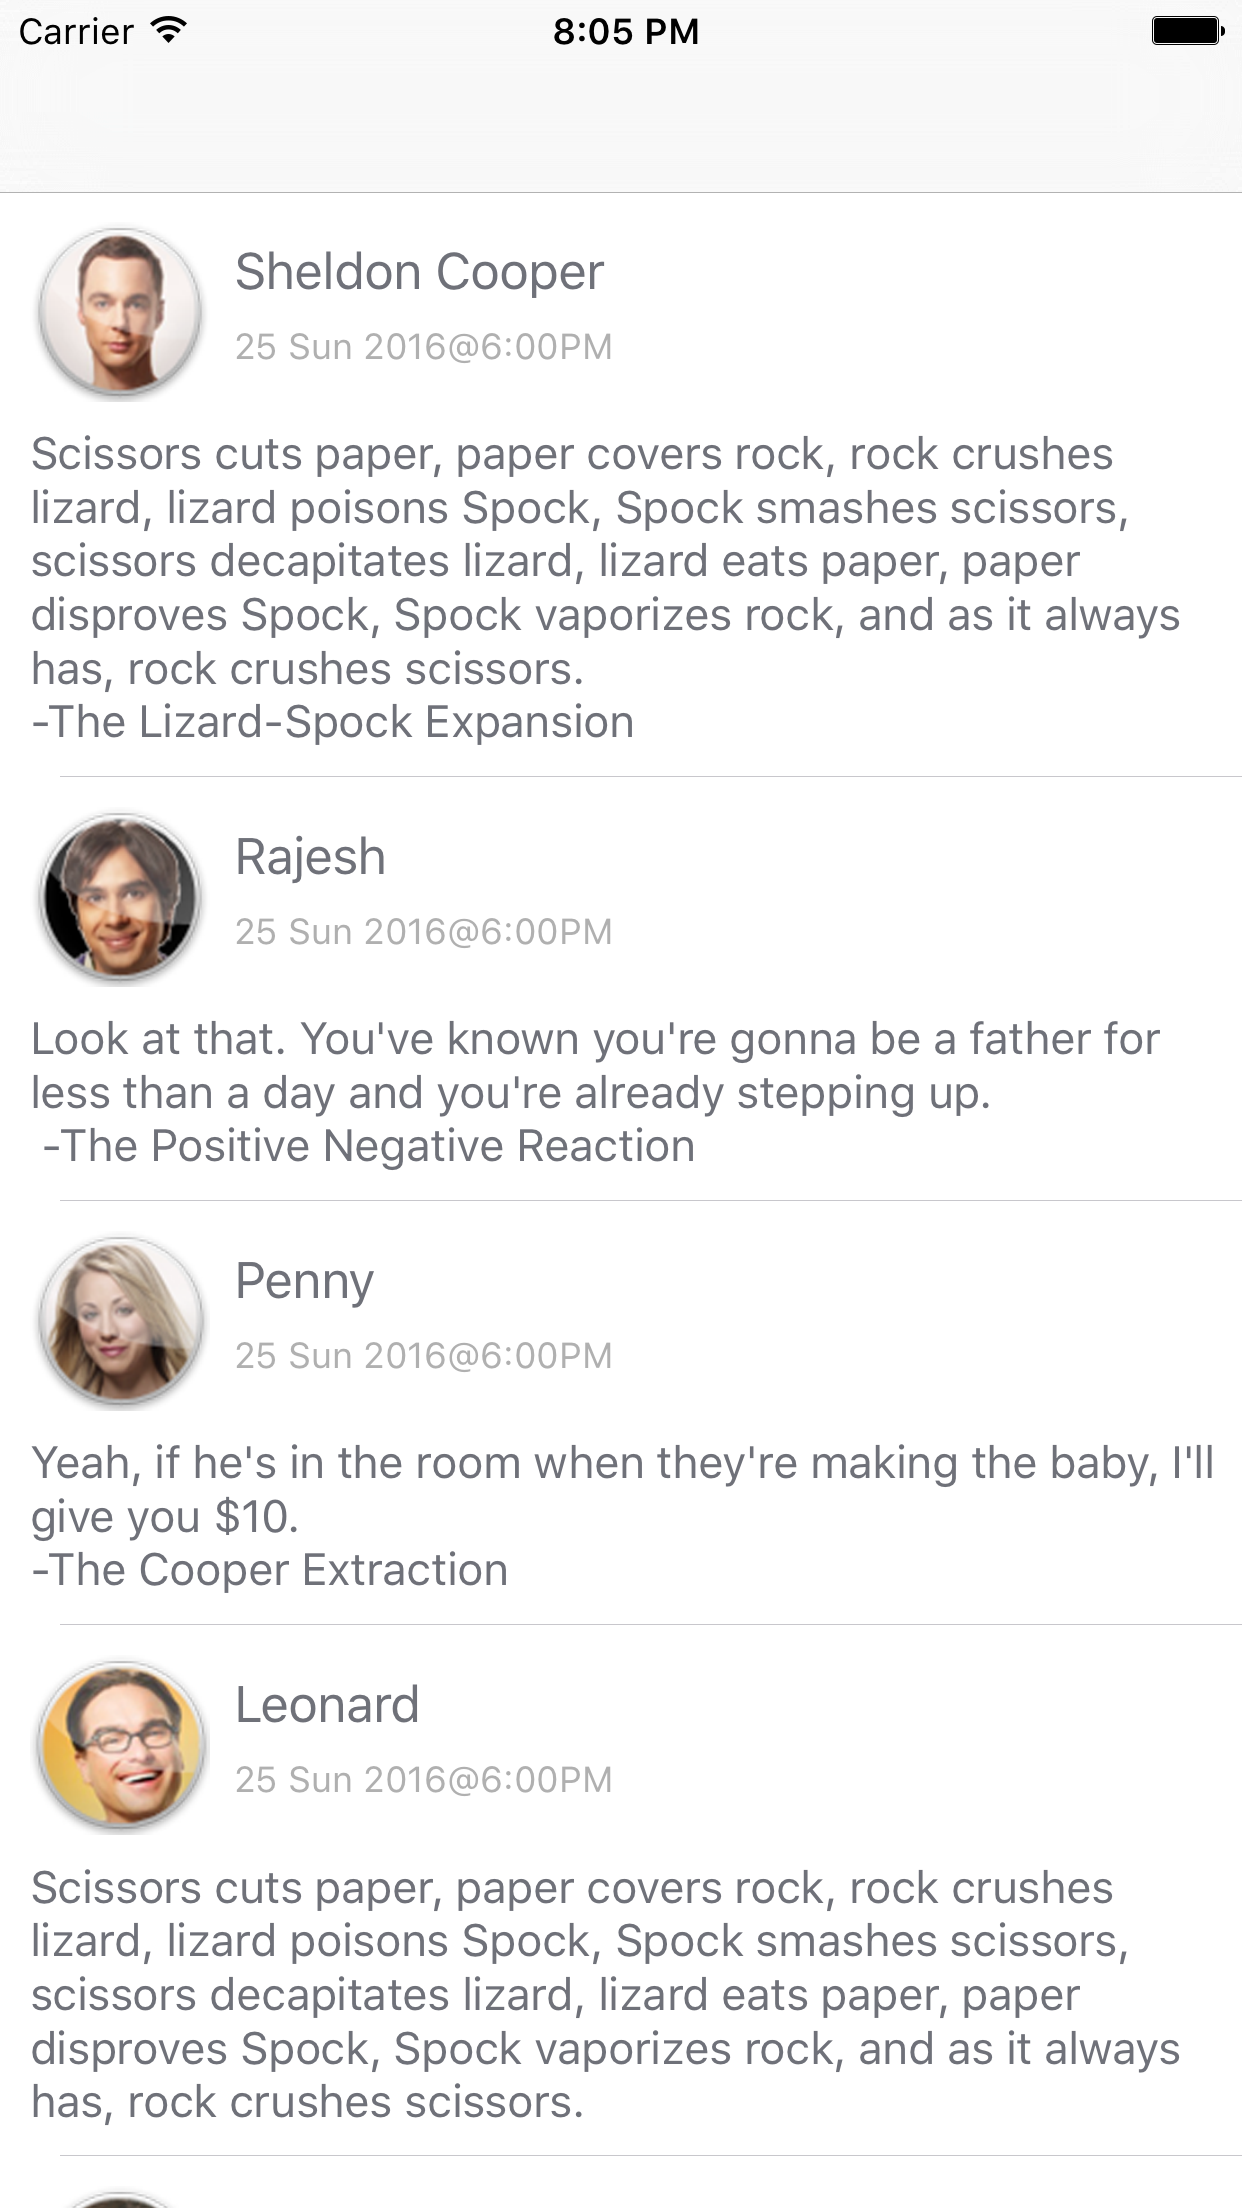 Carrier 8:05 PM
Sheldon Cooper
25 Sun 2016@6:00PM
Scissors cuts paper, paper covers rock, rock crushes
lizard, lizard poisons Spock, Spock smashes scissors,
scissors decapitates lizard, lizard eats paper, paper
disproves Spock, Spock vaporizes rock, and as it always
has, rock crushes scissors.
-The Lizard-Spock Expansion
Rajesh
25 Sun 2016@6:00PM
Look at that. You've known you're gonna be a father for
less than a day and you're already stepping up.
-The Positive Negative Reaction
Penny
25 Sun 2016@6:00PM
Yeah, if he's in the room when they're making the baby, I'll
give you $10.
-The Cooper Extraction
Leonard
25 Sun 2016@6:00PM
Scissors cuts paper, paper covers rock, rock crushes
lizard, lizard poisons Spock, Spock smashes scissors,
scissors decapitates lizard, lizard eats paper, paper
disproves Spock, Spock vaporizes rock, and as it always
has, rock crushes scissors.